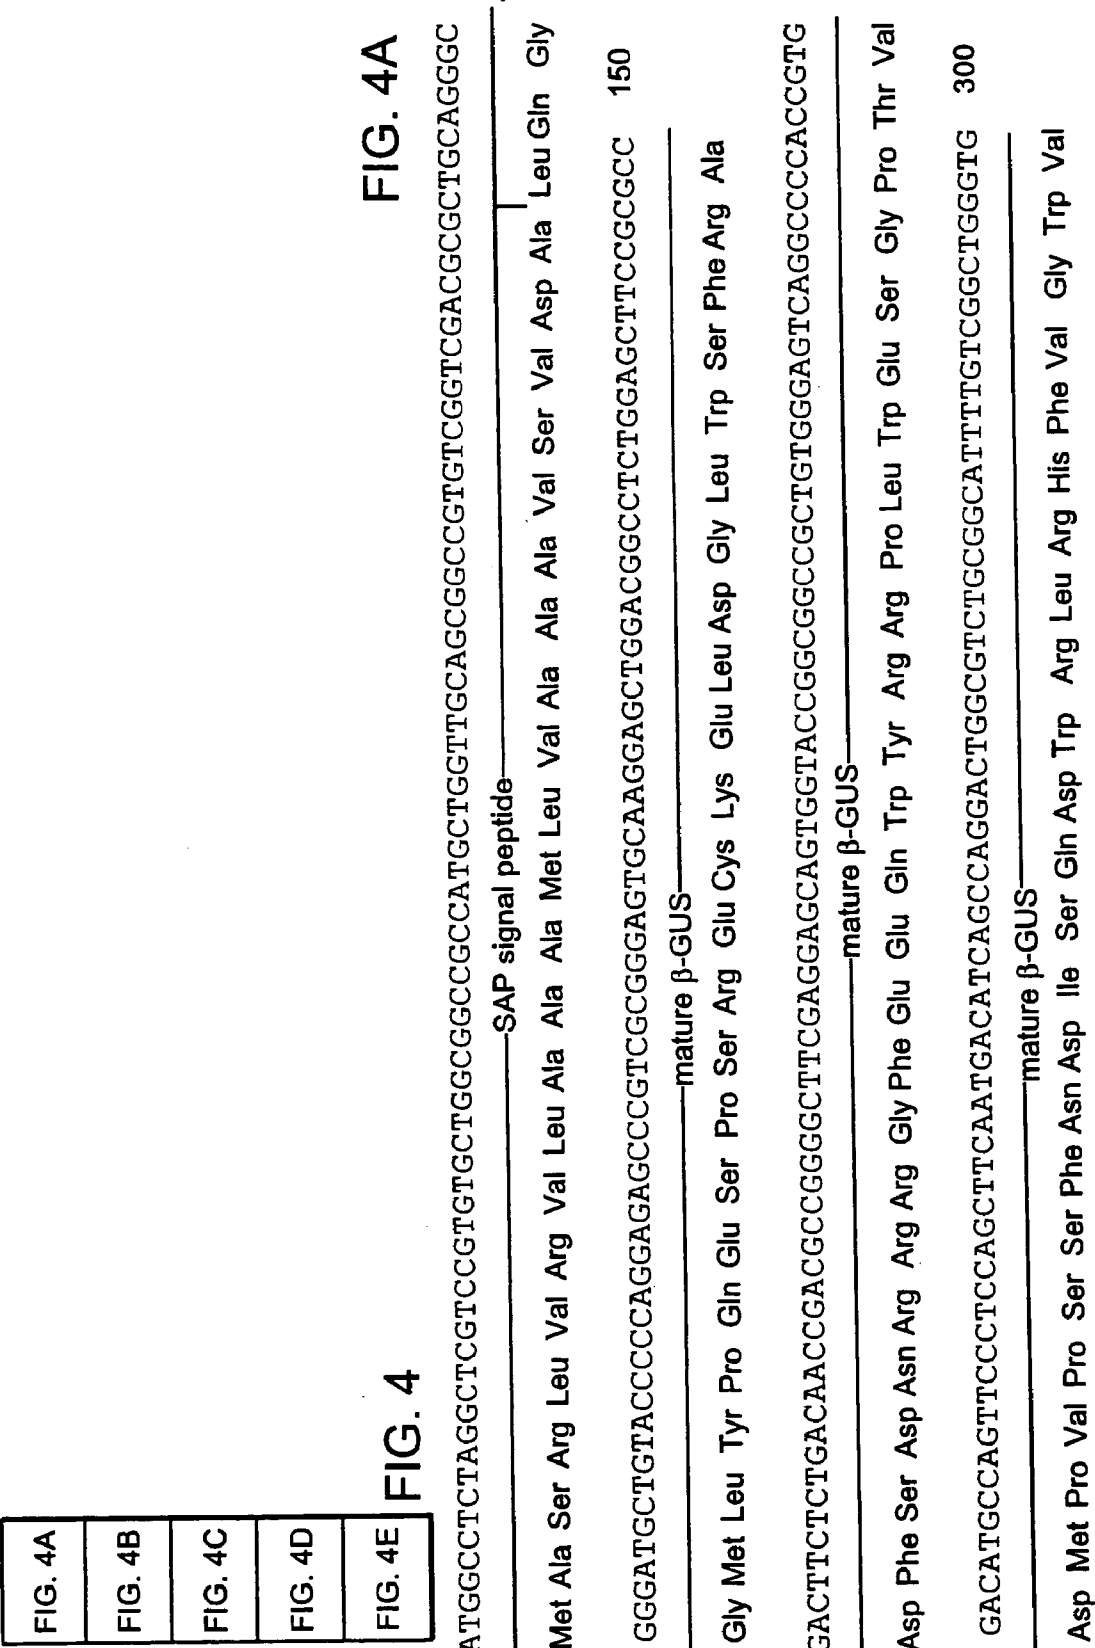 FIG. 4A
FIG. 4B
FIG. 4C
FIG. 4D
FIG. 4E
FIG. 4
FIG. 4A
ATGGCCTCTAGGCTCGTCCGTGTGCTGGCGGCCGCCATGCTGGTTGCAGCGGCCGTGTCGGTCGACGCGCTGCAGGGC
SAP signal peptide
Met Ala Ser Arg Leu Val Arg Val Leu Ala Ala Ala Met Leu Val Ala Ala Ala Val Ser Val Asp Ala Leu Gln Gly
GGGATGCTGTACCCCCAGGAGAGCCCGTCGCGGGAGTGCAAGGAGCTGGACGGCCTCTGGAGCTTCCGCGCC 150
mature β-GUS
Gly Met Leu Tyr Pro Gln Glu Ser Pro Ser Arg Glu Cys Lys Glu Leu Asp Gly Leu Trp Ser Phe Arg Ala
GACTTCTCTGACAACCGACGCCGGGGCTTCGAGGAGCAGTGGTACCGGCGGCCGCTGTGGGAGTCAGGCCCCACCGTG
mature β-GUS
Asp Phe Ser Asp Asn Arg Arg Arg Gly Phe Glu Glu Gln Trp Tyr Arg Arg Pro Leu Trp Glu Ser Gly Pro Thr Val
GACATGCCAGTTCCCTCCAGCTTCAATGACATCAGCCAGGACTGGCGTCTGCGGCATTTTGTCGGCTGGGTG 300
mature β-GUS
Asp Met Pro Val Pro Ser Ser Phe Asn Asp Ile Ser Gln Asp Trp Arg Leu Arg His Phe Val Gly Trp Val